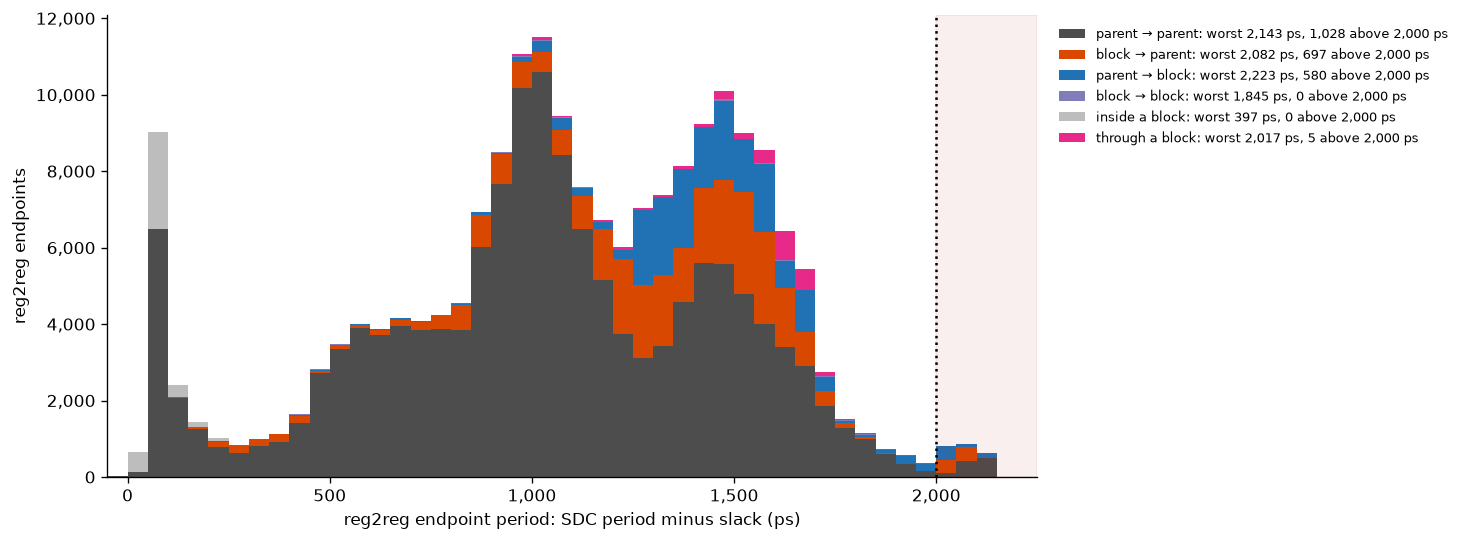 12,000
10,000
8,000
6,000
4,000
2,000
0
reg2reg endpoints
0
500
1,000
1,500
2,000
reg2reg endpoint period: SDC period minus slack (ps)
parent → parent: worst 2,143 ps, 1,028 above 2,000 ps
block → parent: worst 2,082 ps, 697 above 2,000 ps
parent → block: worst 2,223 ps, 580 above 2,000 ps
block → block: worst 1,845 ps, 0 above 2,000 ps
inside a block: worst 397 ps, 0 above 2,000 ps
through a block: worst 2,017 ps, 5 above 2,000 ps